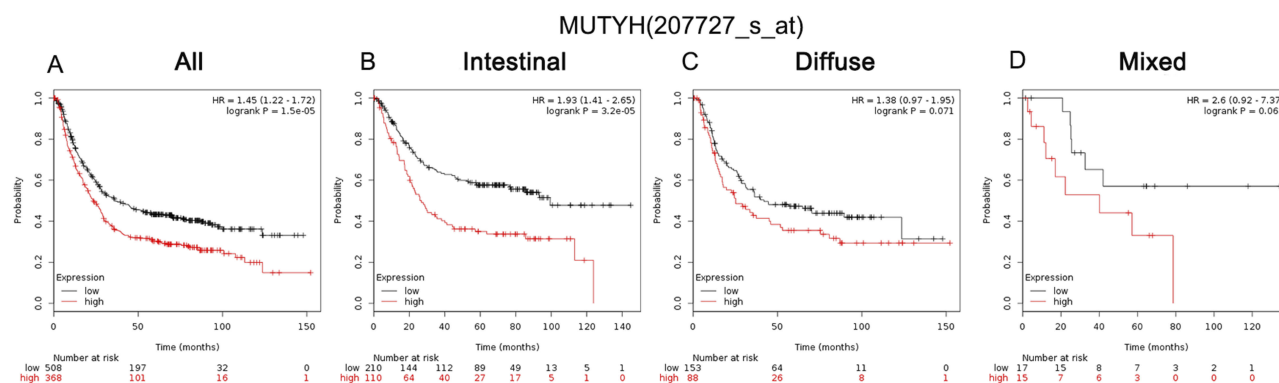 MUTYH(207727_s_at)
A All
B Intestinal
C Diffuse
D Mixed
HR = 1.45 (1.22 - 1.72)
logrank P = 1.5e-05
Probability
1.0
0.8
0.6
0.4
0.2
0.0
Expression
low
high
0 50 100 150
Time (months)
Number at risk
low 508 197 32 0
high 368 101 16 1
HR = 1.93 (1.41 - 2.65)
logrank P = 3.2e-05
Probability
1.0
0.8
0.6
0.4
0.2
0.0
Expression
low
high
0 20 40 60 80 100 120 140
Time (months)
Number at risk
low 210 144 112 89 49 13 5 1
high 110 64 40 27 17 5 1 0
HR = 1.38 (0.97 - 1.95)
logrank P = 0.071
Probability
1.0
0.8
0.6
0.4
0.2
0.0
Expression
low
high
0 50 100 150
Time (months)
Number at risk
low 153 64 11 0
high 88 26 8 1
HR = 2.6 (0.92 - 7.37
logrank P = 0.06
Probability
1.0
0.8
0.6
0.4
0.2
0.0
Expression
low
high
0 20 40 60 80 100 120
Time (months)
Number at risk
low 17 15 8 7 3 2 1
high 15 7 6 3 0 0 0